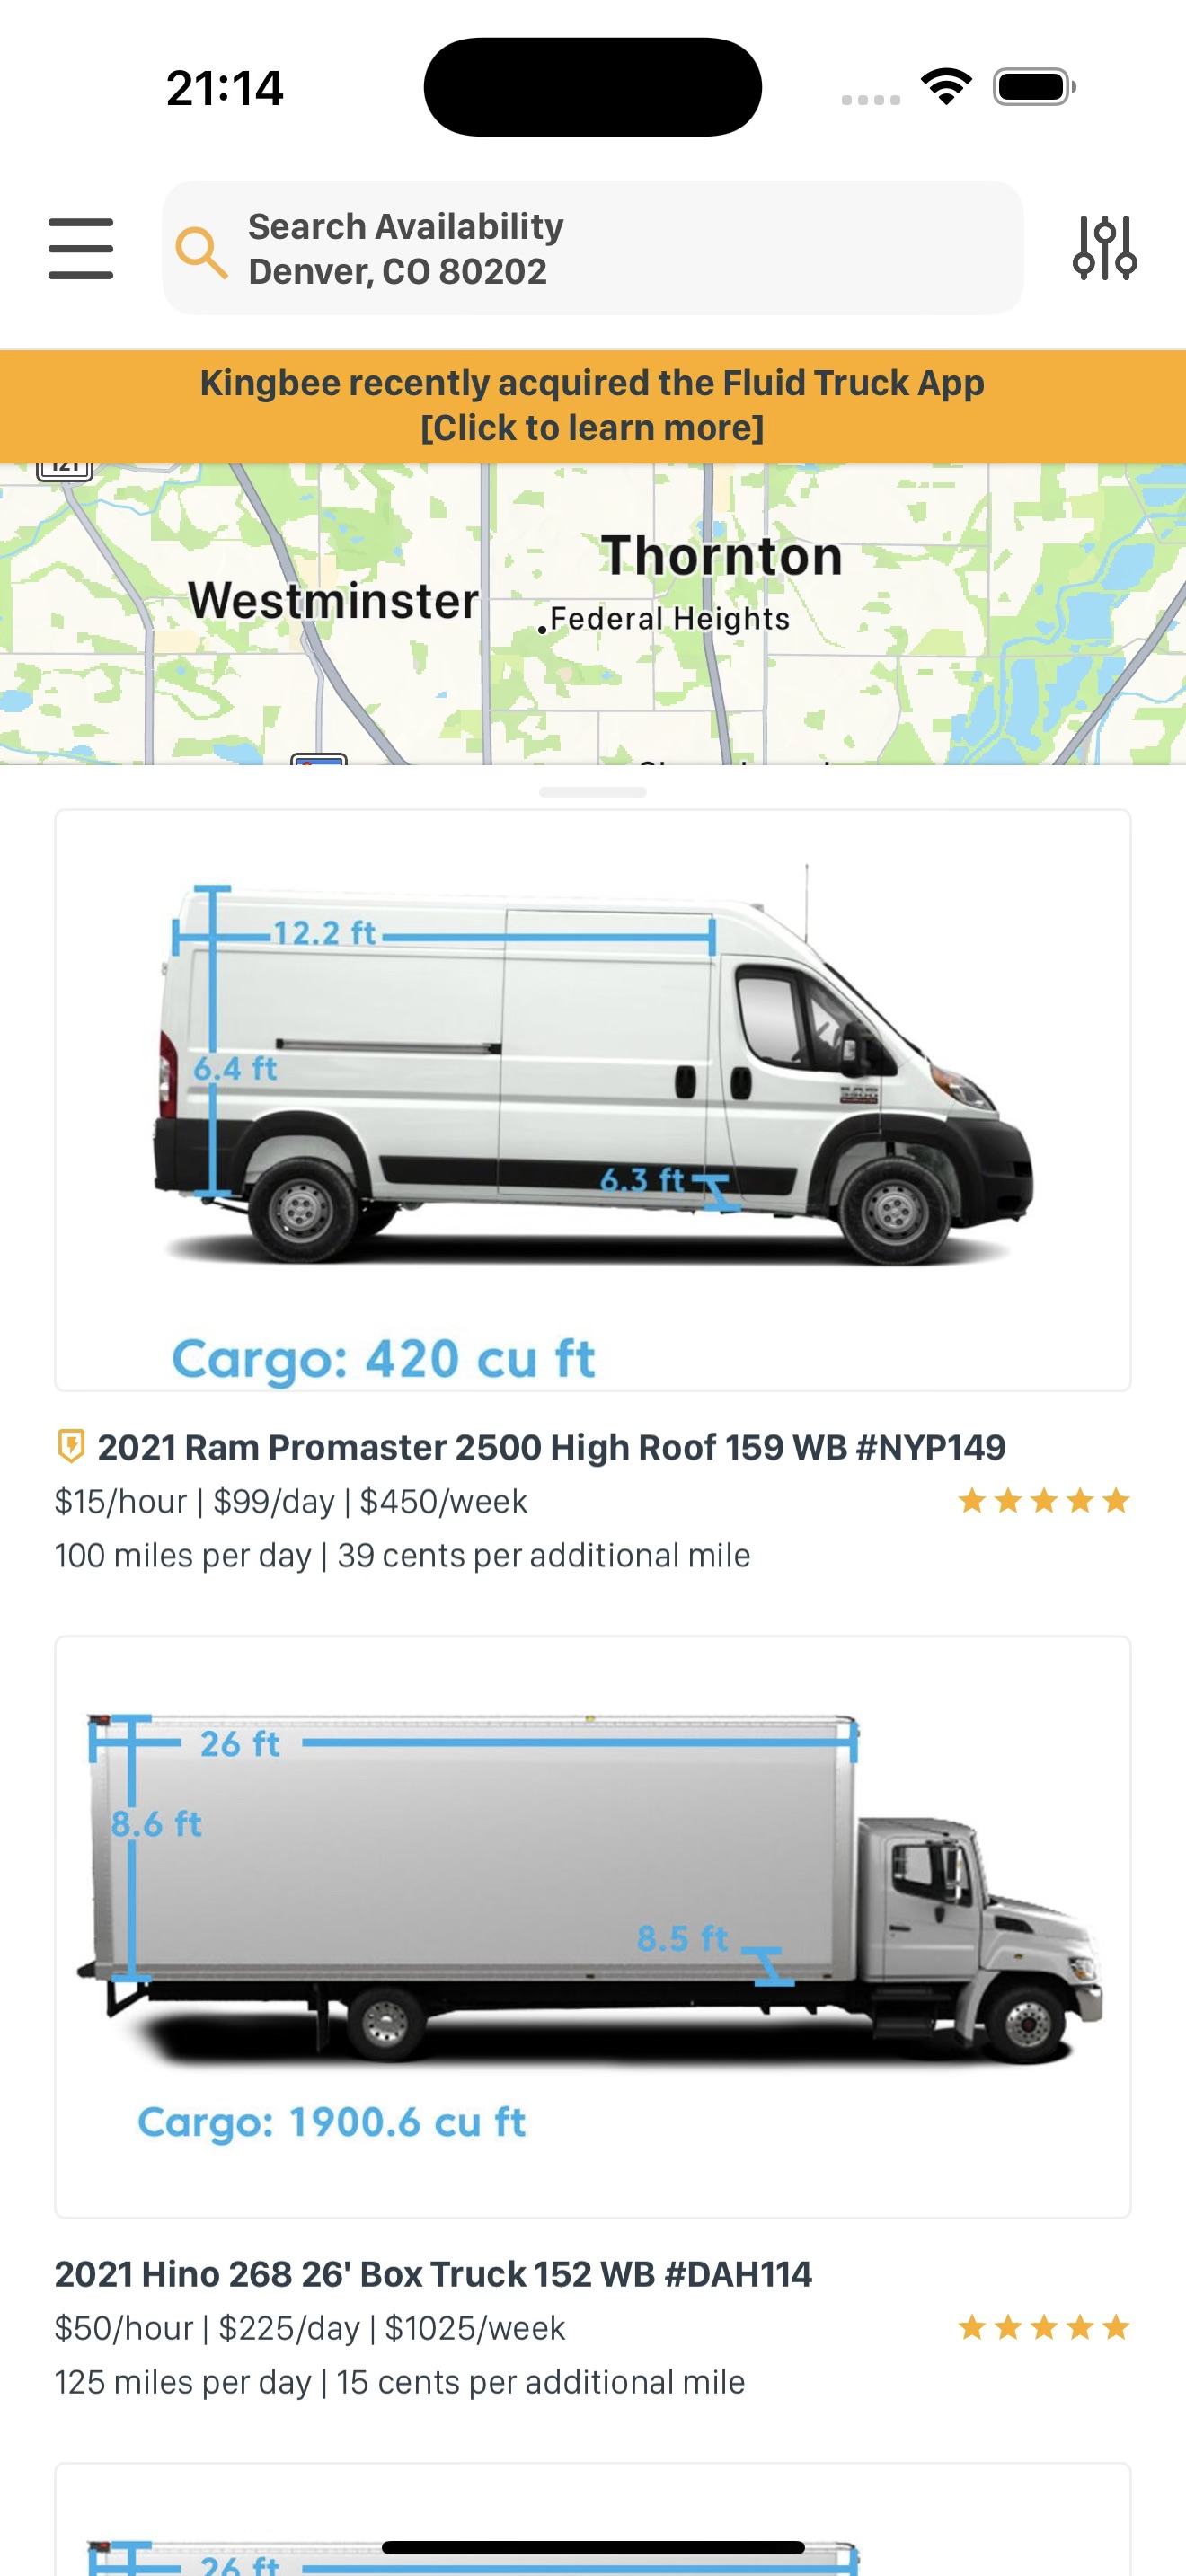 21:14
Search Availability
Denver, CO 80202
Kingbee recently acquired the Fluid Truck App
[Click to learn more]
121
Thornton
Westminster
Federal Heights
12.2 ft
6.4 ft
6.3 ft
Cargo: 420 cu ft
2021 Ram Promaster 2500 High Roof 159 WB #NYP149
$15/hour | $99/day | $450/week
100 miles per day | 39 cents per additional mile
26 ft
8.6 ft
8.5 ft
Cargo: 1900.6 cu ft
2021 Hino 268 26' Box Truck 152 WB #DAH114
$50/hour | $225/day | $1025/week
125 miles per day | 15 cents per additional mile
26 ft